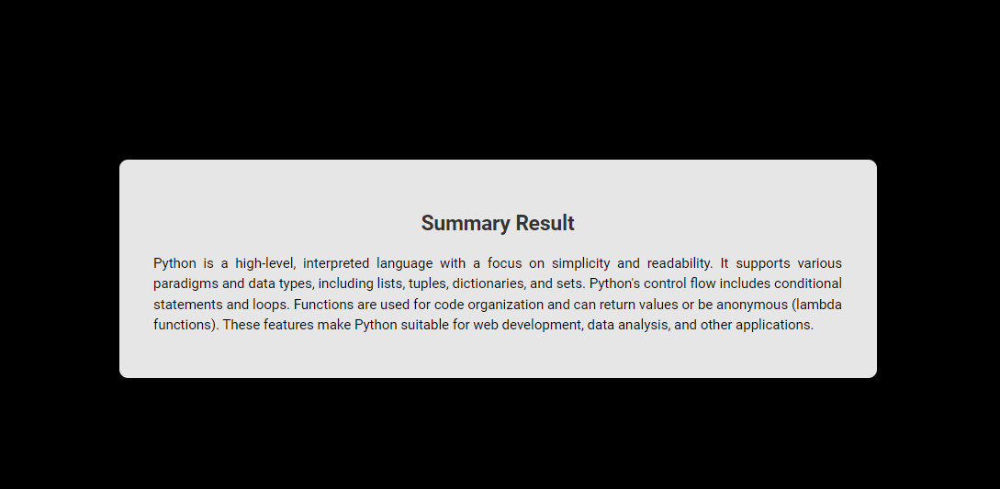 Summary Result
Python is a high-level, interpreted language with a focus on simplicity and readability. It supports various
paradigms and data types, including lists, tuples, dictionaries, and sets. Python's control flow includes conditional
statements and loops. Functions are used for code organization and can return values or be anonymous (lambda
functions). These features make Python suitable for web development, data analysis, and other applications.